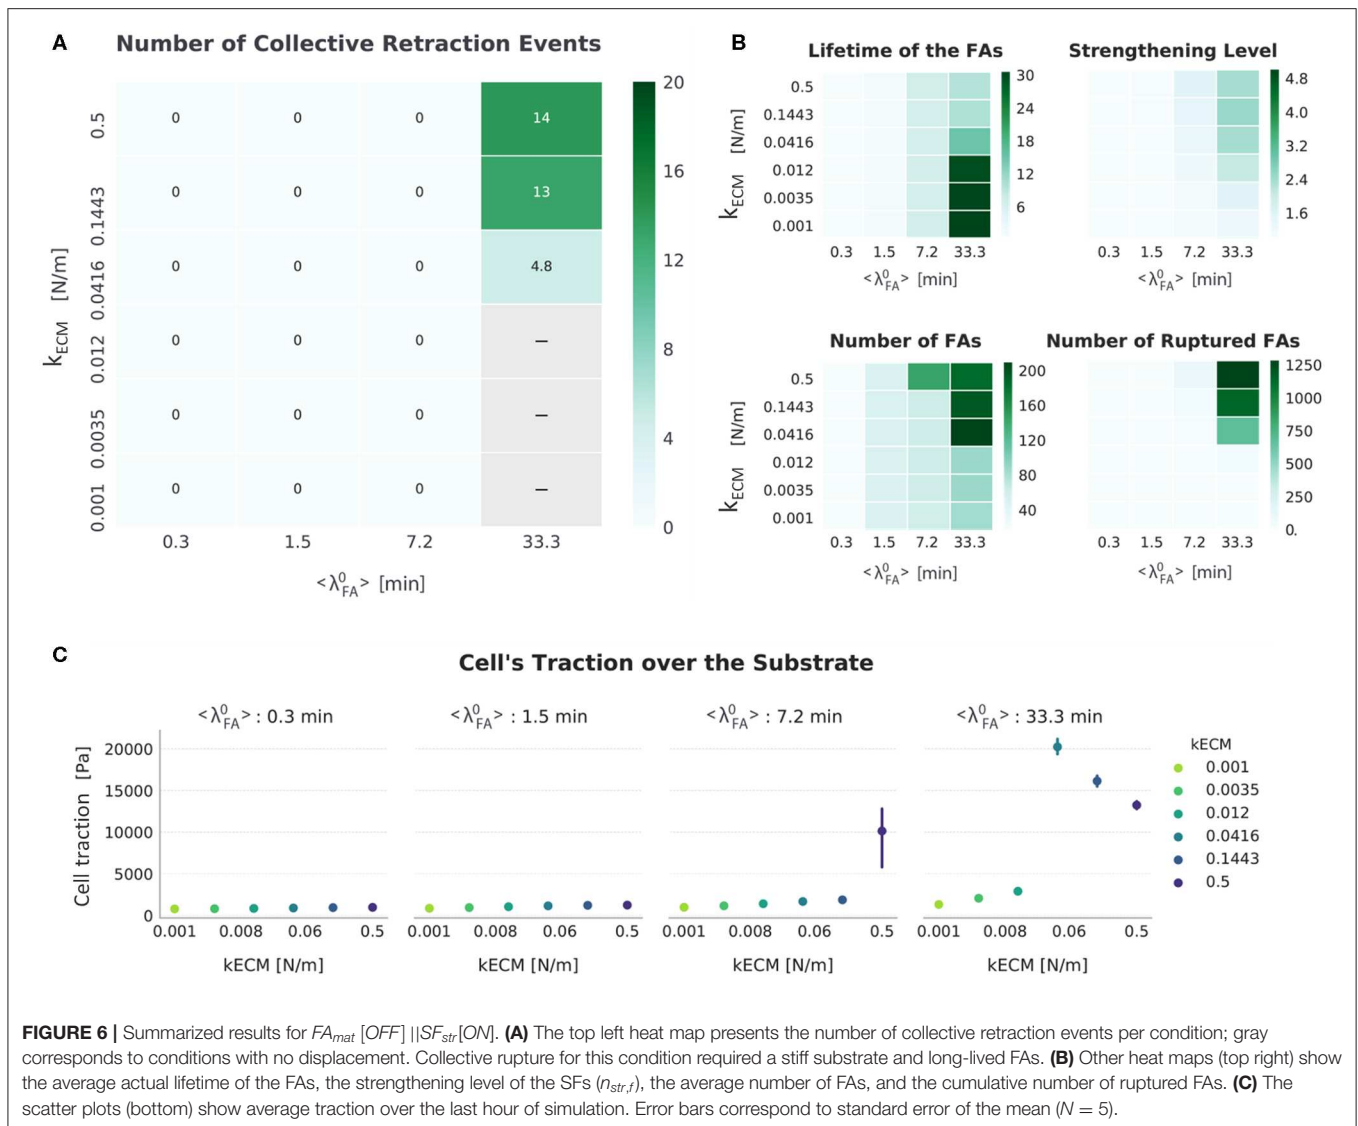 A
Number of Collective Retraction Events
k_ECM [N/m]
0.5
0 0 0 14
0.1443
0 0 0 13
0.0416
0 0 0 4.8
0.012
0 0 0 —
0.0035
0 0 0 —
0.001
0 0 0 —
0.3 1.5 7.2 33.3
<λ⁰_FA> [min]
20
16
12
8
4
0
B
Lifetime of the FAs
k_ECM [N/m]
0.5
0.1443
0.0416
0.012
0.0035
0.001
0.3 1.5 7.2 33.3
<λ⁰_FA> [min]
30
24
18
12
6
Strengthening Level
0.3 1.5 7.2 33.3
<λ⁰_FA> [min]
4.8
4.0
3.2
2.4
1.6
Number of FAs
k_ECM [N/m]
0.5
0.1443
0.0416
0.012
0.0035
0.001
0.3 1.5 7.2 33.3
<λ⁰_FA> [min]
200
160
120
80
40
Number of Ruptured FAs
0.3 1.5 7.2 33.3
<λ⁰_FA> [min]
1250
1000
750
500
250
0.
C
Cell's Traction over the Substrate
<λ⁰_FA> : 0.3 min
<λ⁰_FA> : 1.5 min
<λ⁰_FA> : 7.2 min
<λ⁰_FA> : 33.3 min
Cell traction [Pa]
20000
15000
10000
5000
0
0.001 0.008 0.06 0.5
kECM [N/m]
0.001 0.008 0.06 0.5
kECM [N/m]
0.001 0.008 0.06 0.5
kECM [N/m]
0.001 0.008 0.06 0.5
kECM [N/m]
kECM
0.001
0.0035
0.012
0.0416
0.1443
0.5
FIGURE 6 | Summarized results for FA_mat [OFF] ||SF_str[ON]. (A) The top left heat map presents the number of collective retraction events per condition; gray
corresponds to conditions with no displacement. Collective rupture for this condition required a stiff substrate and long-lived FAs. (B) Other heat maps (top right) show
the average actual lifetime of the FAs, the strengthening level of the SFs (n_str,f), the average number of FAs, and the cumulative number of ruptured FAs. (C) The
scatter plots (bottom) show average traction over the last hour of simulation. Error bars correspond to standard error of the mean (N = 5).